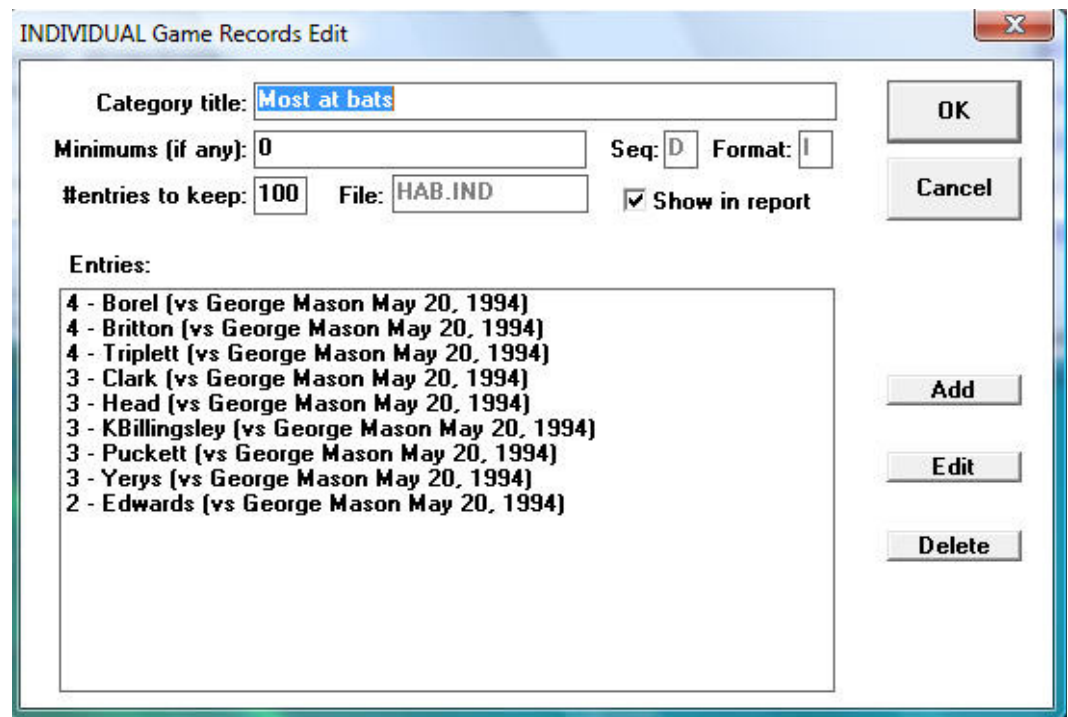 INDIVIDUAL Game Records Edit
Category title: Most at bats
OK
Minimums (if any): 0 Seq: D Format: I
#entries to keep: 100 File: HAB.IND Show in report
Cancel
Entries:
4 - Borel (vs George Mason May 20, 1994)
4 - Britton (vs George Mason May 20, 1994)
4 - Triplett (vs George Mason May 20, 1994)
3 - Clark (vs George Mason May 20, 1994)
3 - Head (vs George Mason May 20, 1994)
3 - KBillingsley (vs George Mason May 20, 1994)
3 - Puckett (vs George Mason May 20, 1994)
3 - Yerys (vs George Mason May 20, 1994)
2 - Edwards (vs George Mason May 20, 1994)
Add
Edit
Delete